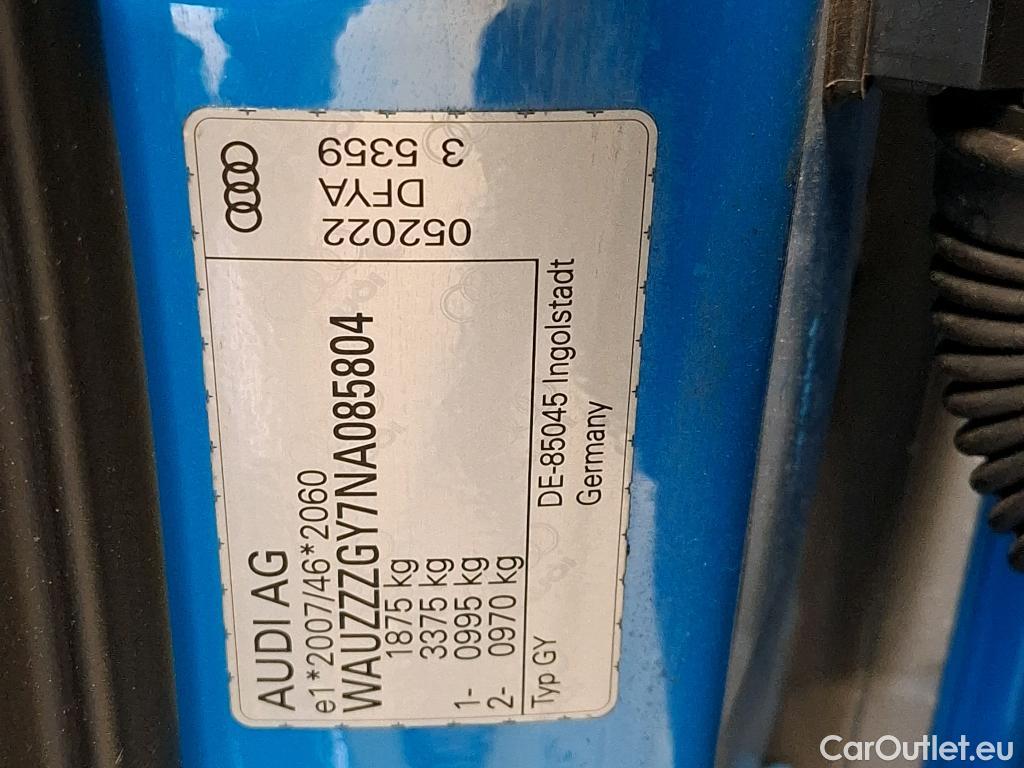 AUDI AG
e1*2007/46*2060
WAUZZZGY7NA085804
1875 kg
3375 kg
1- 0995 kg
2- 0970 kg
Typ GY
DE-85045 Ingolstadt
Germany
052022
DFYA
3 5359
CarOutlet.eu